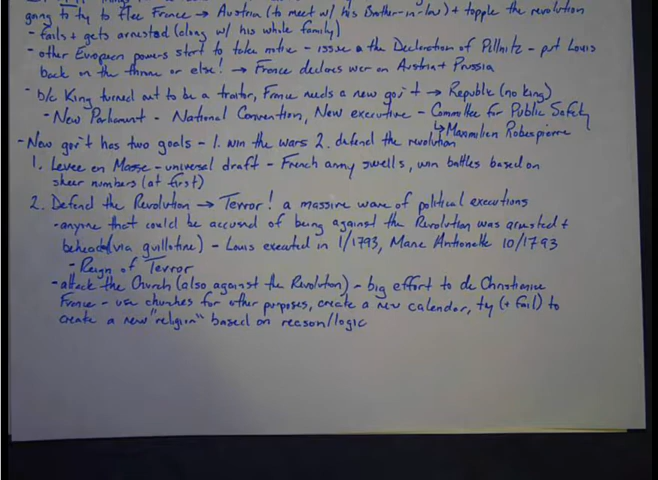 going to try to flee France → Austria (to meet w/ his Brother-in-law) + topple the revolution
- fails + gets arrested (along w/ his whole family)
- other European powers start to take notice - issue the Declaration of Pillnitz - put Louis
back on the throne or else! → France declares war on Austria + Prussia
- b/c King turned out to be a traitor, France needs a new gov't → Republic (no king)
- New Parliament - National Convention, New executive - Committee for Public Safety
↳ Maximilien Robespierre
- New gov't has two goals - 1. win the wars 2. defend the revolution
1. Levee en Masse - universal draft - French army swells, win battles based on
sheer numbers (at first)
2. Defend the Revolution → Terror! a massive wave of political executions
- anyone that could be accused of being against the Revolution was arrested +
behead (via guillotine) - Louis executed in 1/1793, Marie Antionette 10/1793
- Reign of Terror
- attack the Church (also against the Revolution) - big effort to de Christianize
France - use churches for other purposes, create a new calendar, try (+ fail) to
create a new "religion" based on reason/logic